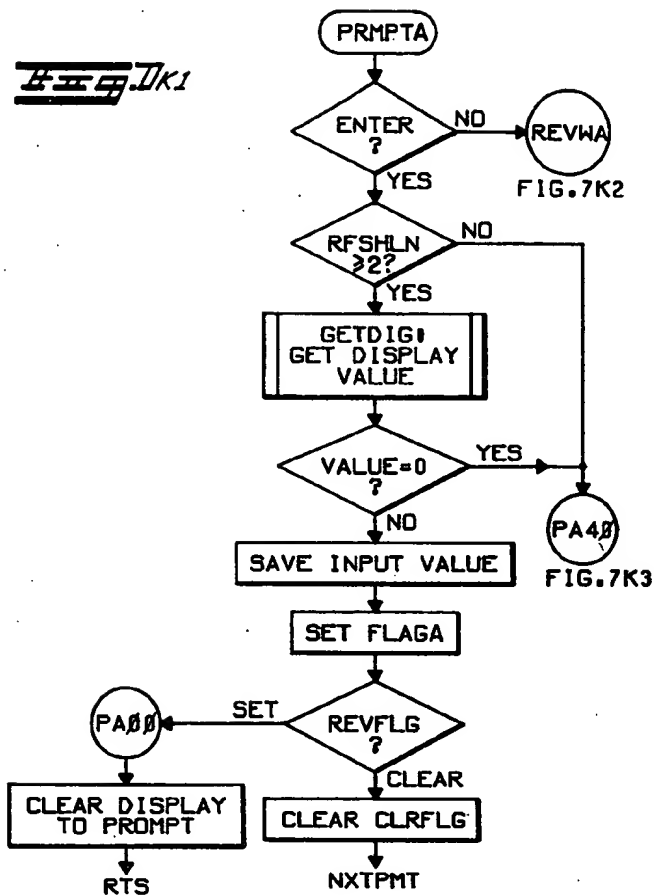 PRMPTA
ENTER
?
NO
REVWA
FIG.7K2
YES
RFSHLN
≥2?
NO
YES
GETDIG:
GET DISPLAY
VALUE
VALUE=0
?
YES
NO
PA40
FIG.7K3
SAVE INPUT VALUE
SET FLAGA
REVFLG
?
SET
PA00
CLEAR
CLEAR DISPLAY
TO PROMPT
CLEAR CLRFLG
RTS
NXTPMT